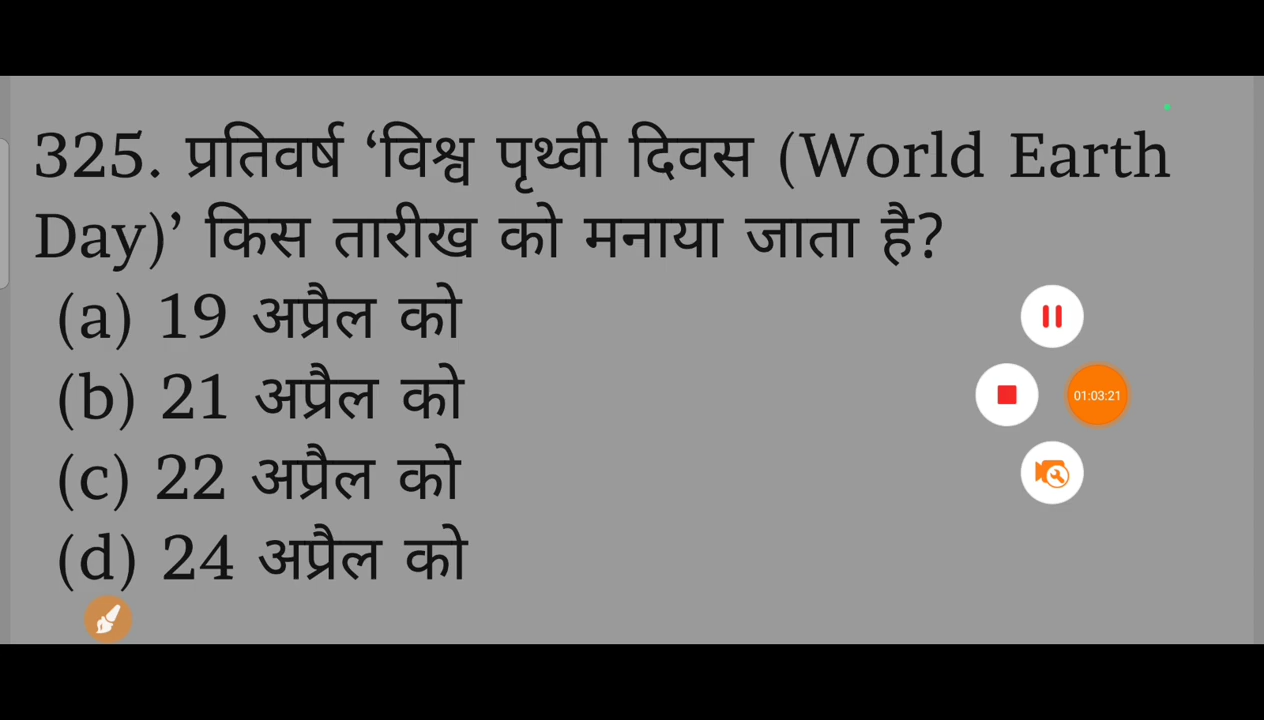 325. प्रतिवर्ष ‘विश्व पृथ्वी दिवस (World Earth
Day)’ किस तारीख को मनाया जाता है?
(a) 19 अप्रैल को
(b) 21 अप्रैल को
(c) 22 अप्रैल को
(d) 24 अप्रैल को
01:03:21